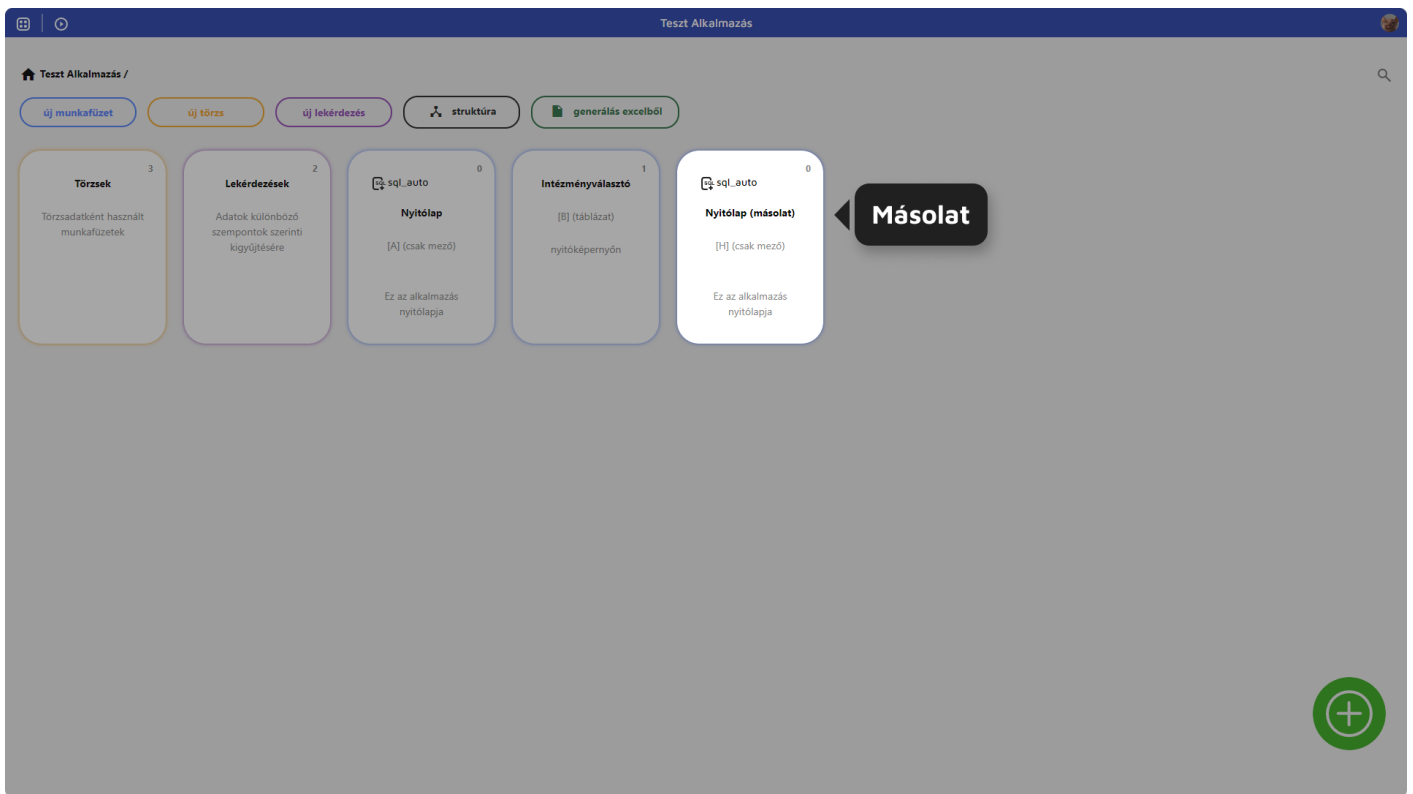 Teszt Alkalmazás
Teszt Alkalmazás /
új munkafüzet
új törzs
új lekérdezés
struktúra
generálás excelből
3
Törzsek
Törzsadatként használt
munkafüzetek
2
Lekérdezések
Adatok különböző
szempontok szerinti
kigyűjtésére
0
SQL sql_auto
Nyitólap
[A] (csak mező)
Ez az alkalmazás
nyitólapja
1
Intézményválasztó
[B] (táblázat)
nyitóképernyőn
0
SQL sql_auto
Nyitólap (másolat)
[H] (csak mező)
Ez az alkalmazás
nyitólapja
Másolat